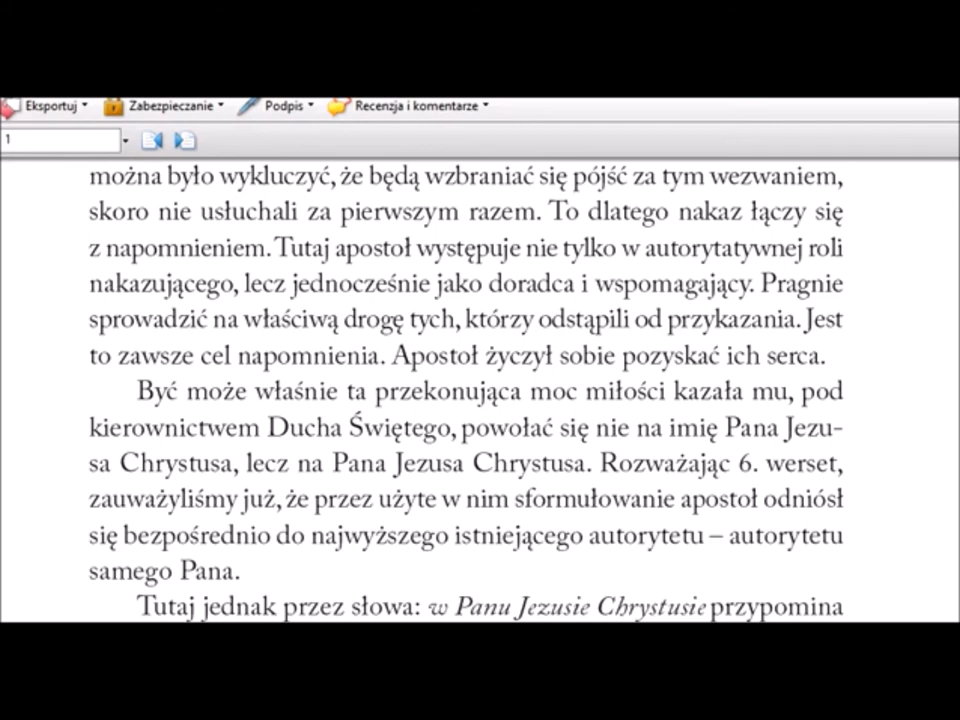 Eksportuj Zabezpieczanie Podpis Recenzja i komentarze
1
można było wykluczyć, że będą wzbraniać się pójść za tym wezwaniem,
skoro nie usłuchali za pierwszym razem. To dlatego nakaz łączy się
z napomnieniem. Tutaj apostoł występuje nie tylko w autorytatywnej roli
nakazującego, lecz jednocześnie jako doradca i wspomagający. Pragnie
sprowadzić na właściwą drogę tych, którzy odstąpili od przykazania. Jest
to zawsze cel napomnienia. Apostoł życzył sobie pozyskać ich serca.
Być może właśnie ta przekonująca moc miłości kazała mu, pod
kierownictwem Ducha Świętego, powołać się nie na imię Pana Jezu-
sa Chrystusa, lecz na Pana Jezusa Chrystusa. Rozważając 6. werset,
zauważyliśmy już, że przez użyte w nim sformułowanie apostoł odniósł
się bezpośrednio do najwyższego istniejącego autorytetu – autorytetu
samego Pana.
Tutaj jednak przez słowa: w Panu Jezusie Chrystusie przypomina